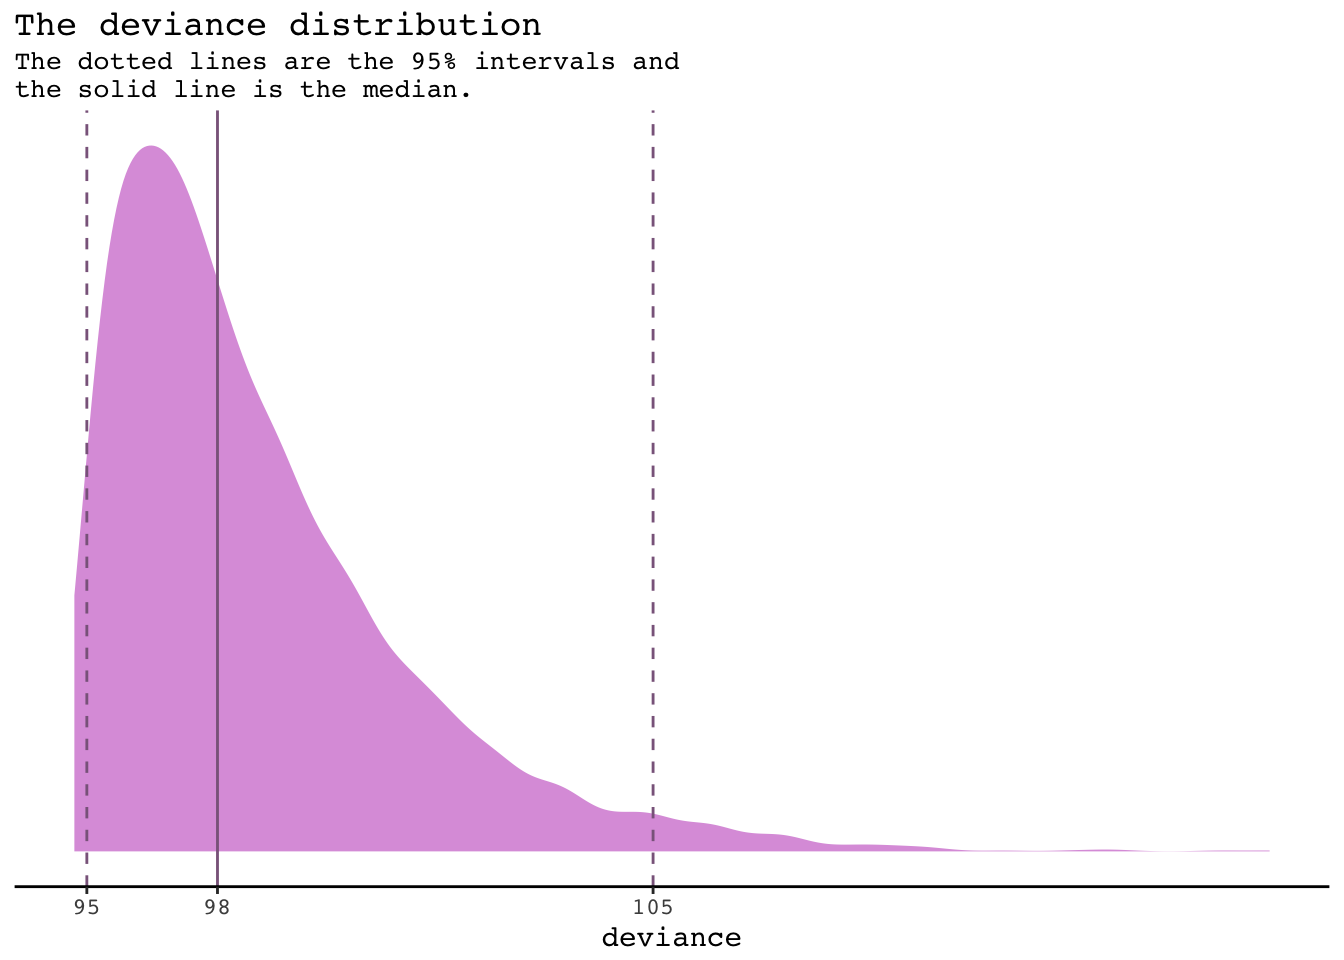 The deviance distribution
The dotted lines are the 95% intervals and
the solid line is the median.
95 98 105
deviance